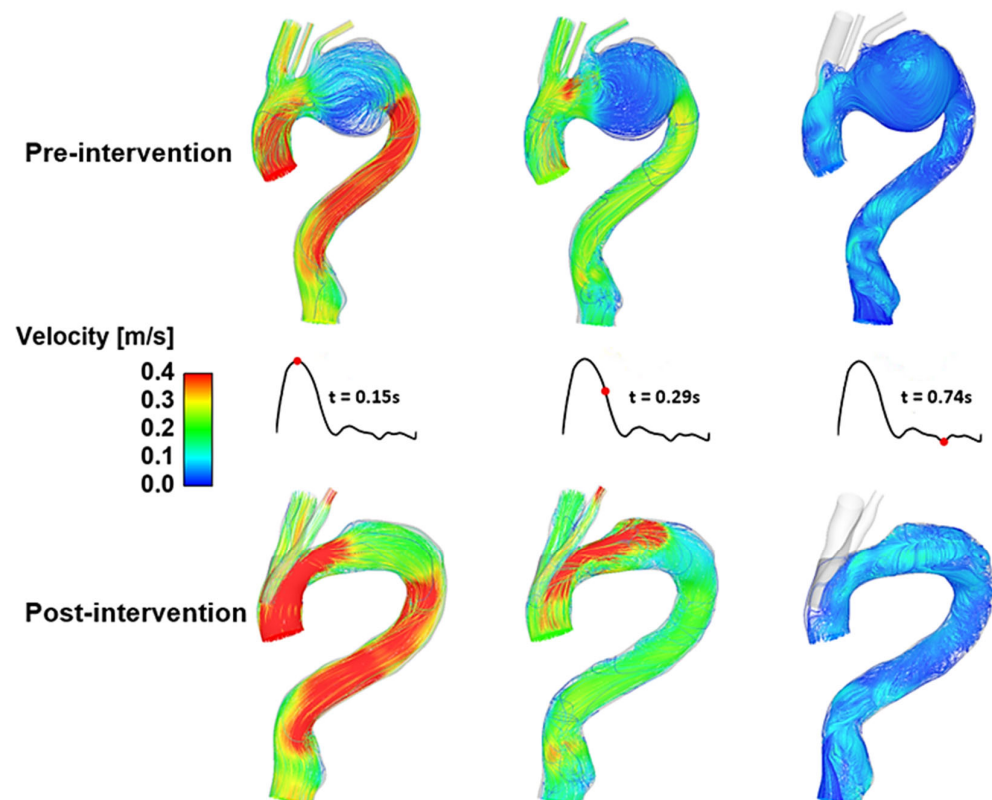 Pre-intervention
Velocity [m/s]
0.4
0.3
0.2
0.1
0.0
t = 0.15s
t = 0.29s
t = 0.74s
Post-intervention